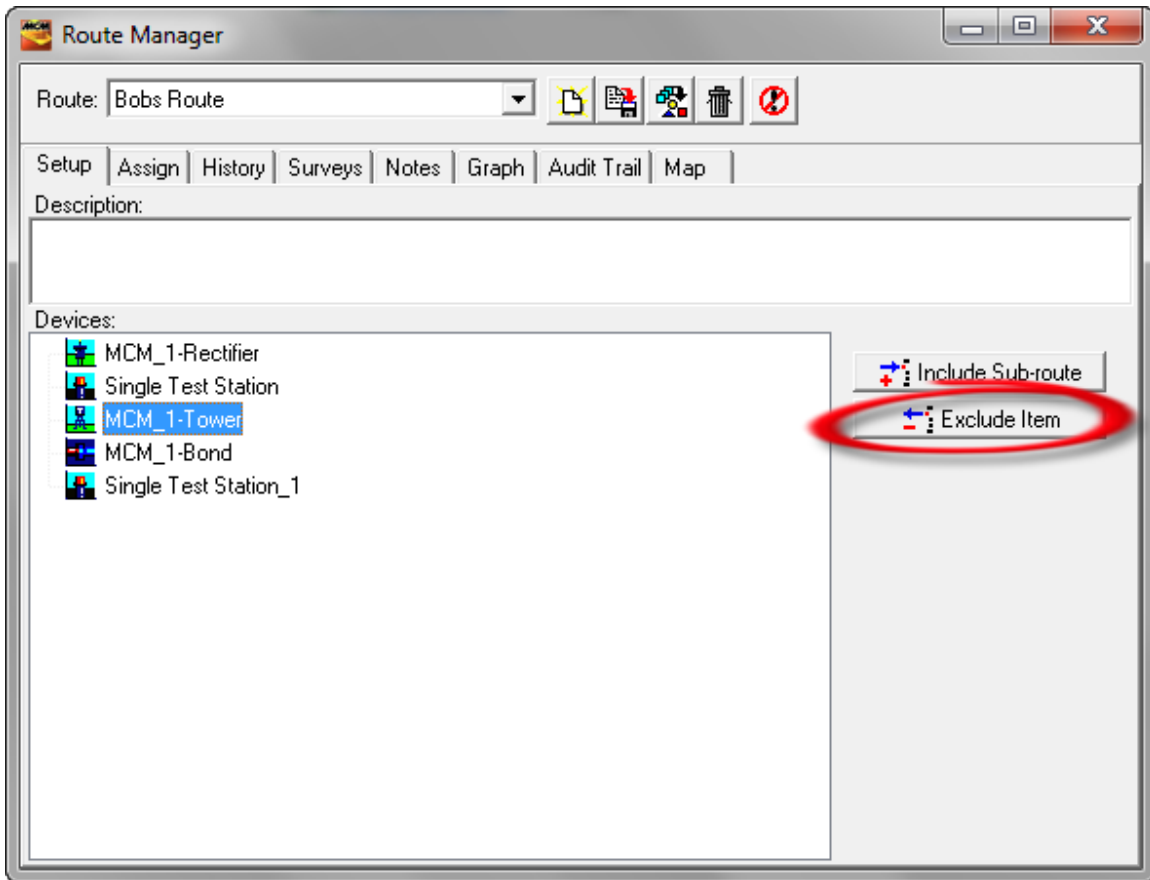 MCM
Route Manager
Route: Bobs Route
Setup Assign History Surveys Notes Graph Audit Trail Map
Description:
Devices:
MCM_1-Rectifier
Single Test Station
MCM_1-Tower
MCM_1-Bond
Single Test Station_1
Include Sub-route
Exclude Item